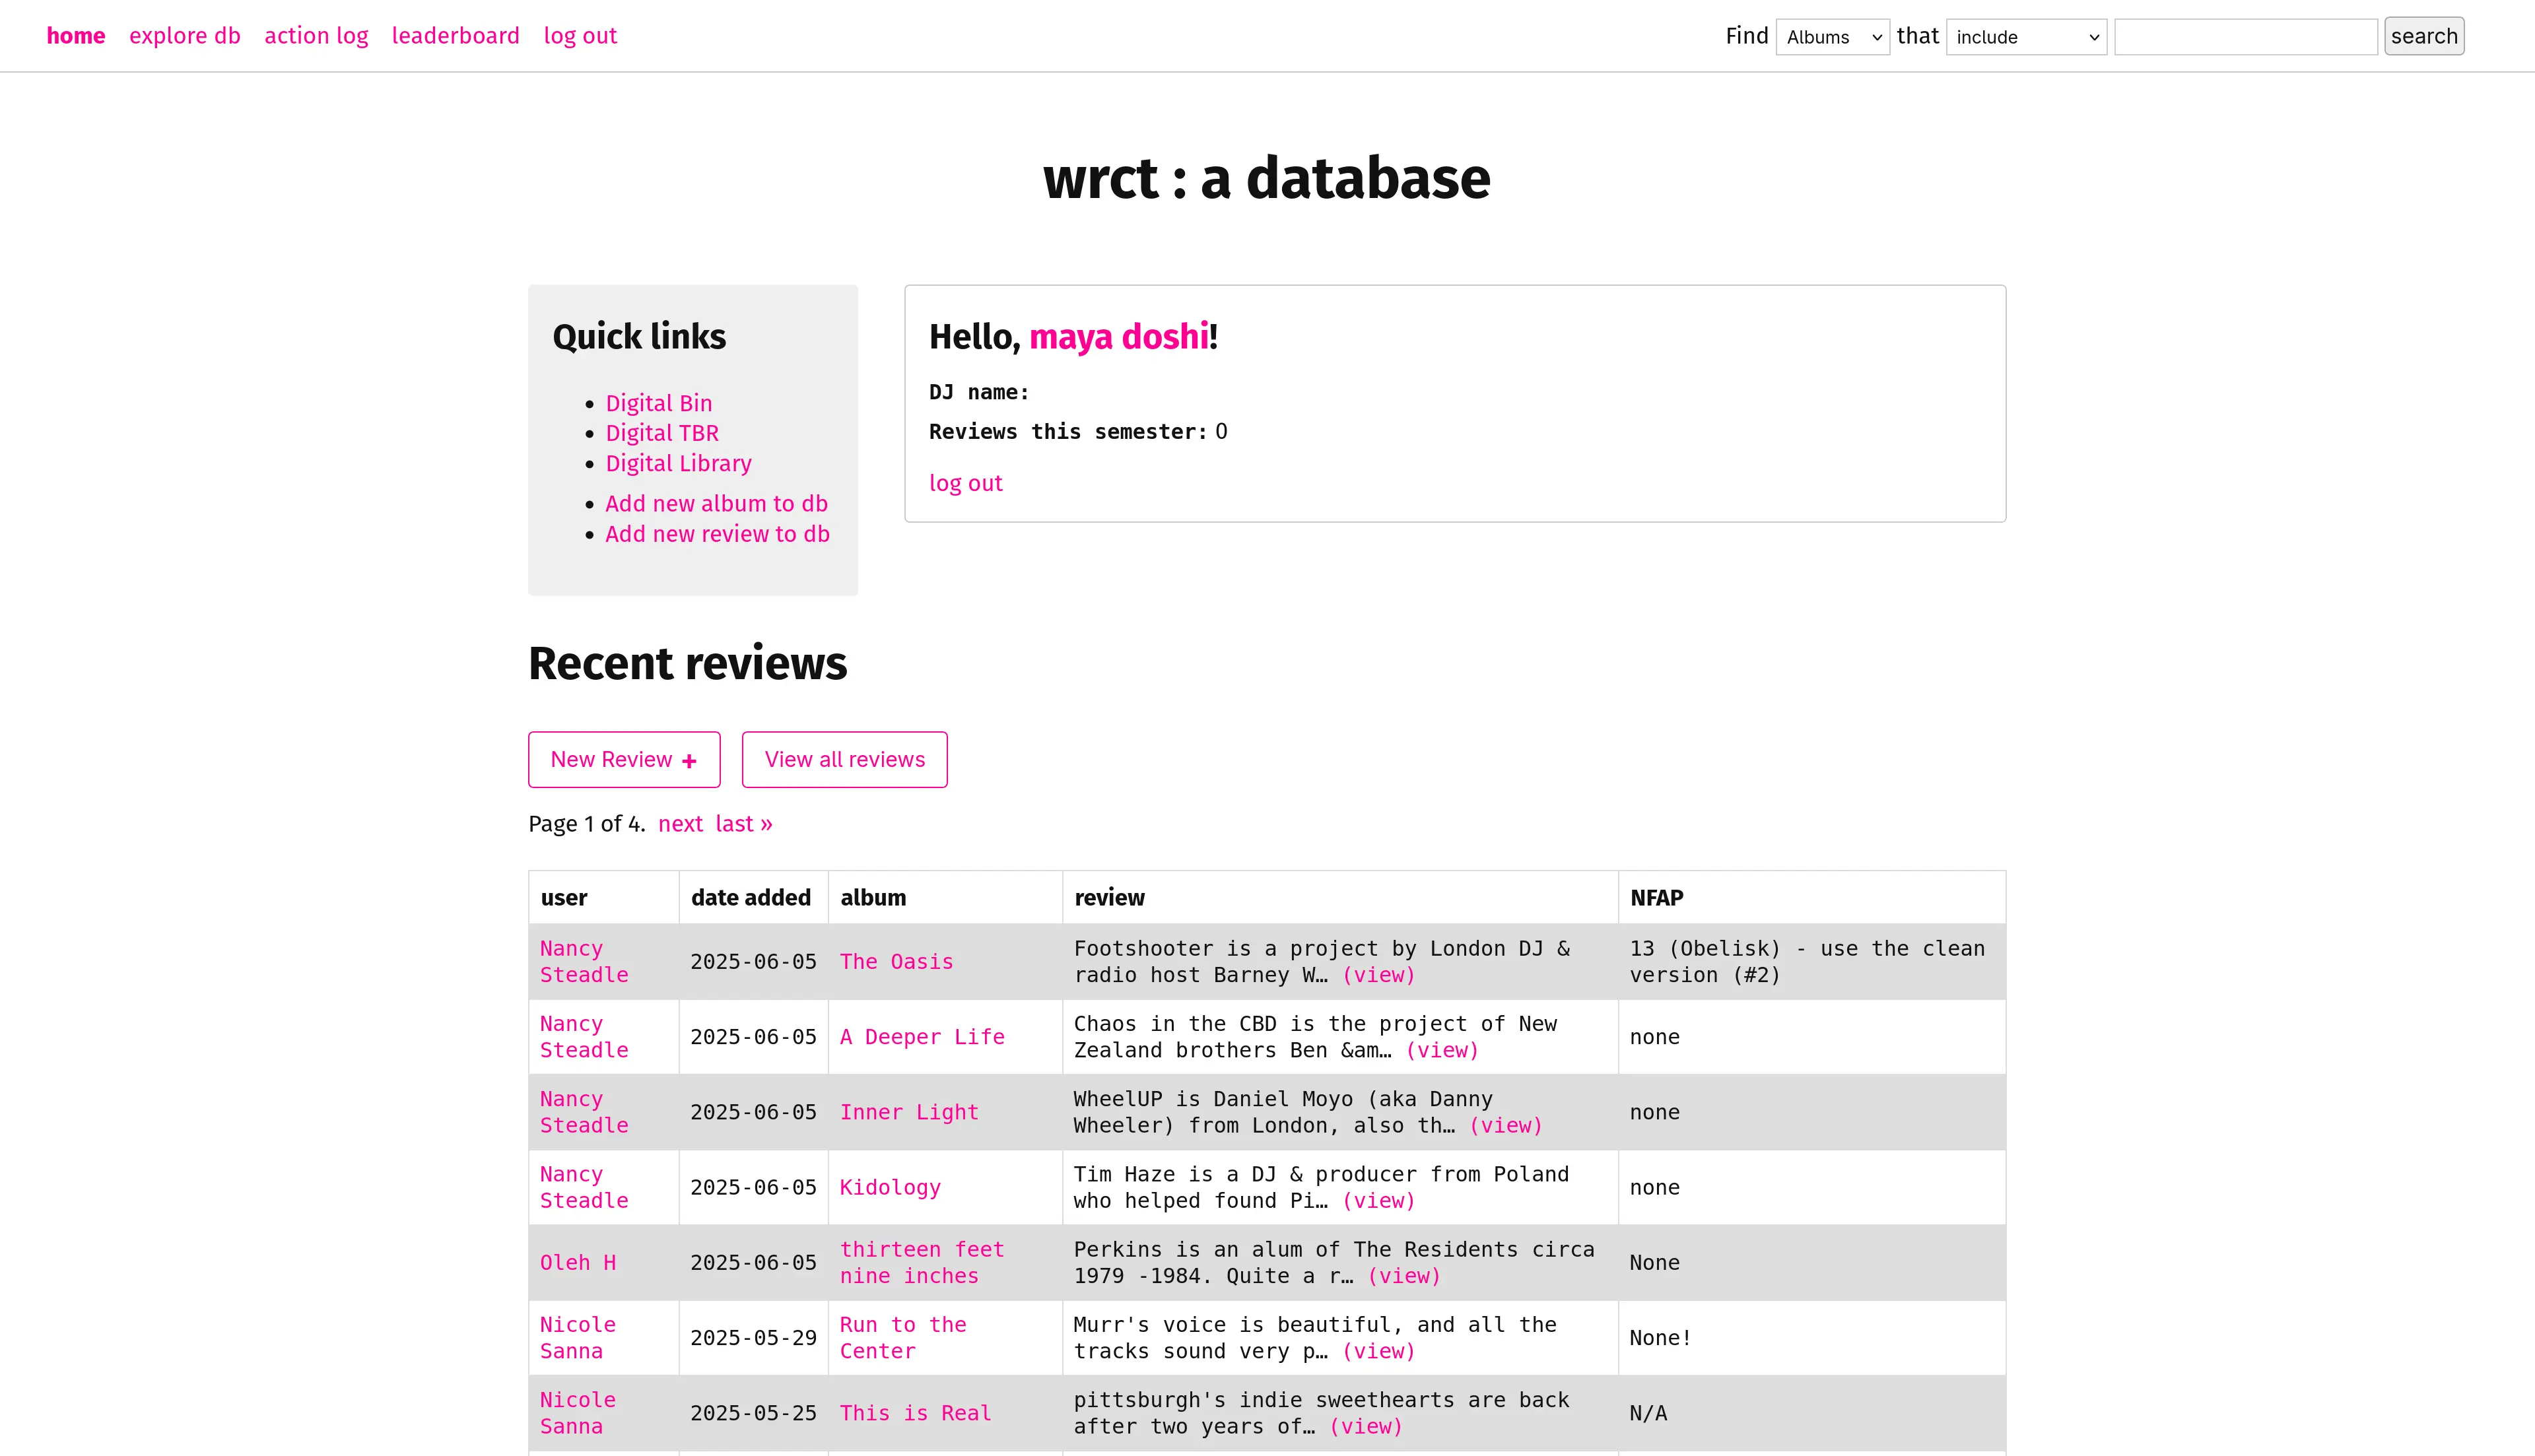 home explore db action log leaderboard log out
Find Albums that include search
wrct : a database
Quick links
Digital Bin
Digital TBR
Digital Library
Add new album to db
Add new review to db
Hello, maya doshi!
DJ name:
Reviews this semester: 0
log out
Recent reviews
New Review + View all reviews
Page 1 of 4. next last »
user date added album review NFAP
Nancy Steadle 2025-06-05 The Oasis Footshooter is a project by London DJ & radio host Barney W… (view) 13 (Obelisk) - use the clean version (#2)
Nancy Steadle 2025-06-05 A Deeper Life Chaos in the CBD is the project of New Zealand brothers Ben &am… (view) none
Nancy Steadle 2025-06-05 Inner Light WheelUP is Daniel Moyo (aka Danny Wheeler) from London, also th… (view) none
Nancy Steadle 2025-06-05 Kidology Tim Haze is a DJ & producer from Poland who helped found Pi… (view) none
Oleh H 2025-06-05 thirteen feet nine inches Perkins is an alum of The Residents circa 1979 -1984. Quite a r… (view) None
Nicole Sanna 2025-05-29 Run to the Center Murr's voice is beautiful, and all the tracks sound very p… (view) None!
Nicole Sanna 2025-05-25 This is Real pittsburgh's indie sweethearts are back after two years of… (view) N/A